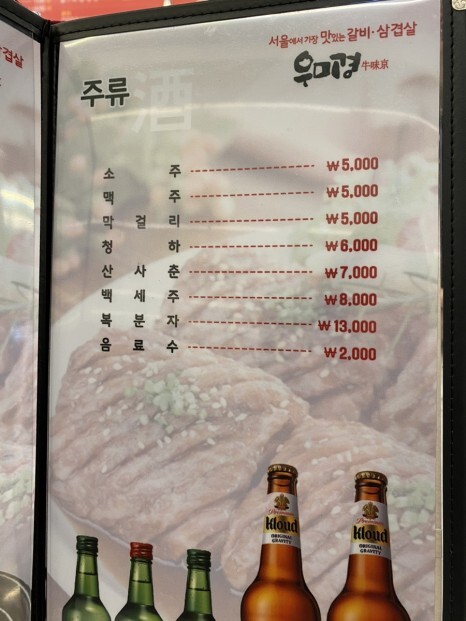 서울에서 가장 맛있는 갈비·삼겹살
우미경 牛味京
주류 酒
소 주 ₩5,000
맥 주 ₩5,000
막 걸 리 ₩5,000
청 하 ₩6,000
산 사 춘 ₩7,000
백 세 주 ₩8,000
복 분 자 ₩13,000
음 료 수 ₩2,000
겹살
Kloud
ORIGINAL
GRAVITY
Kloud
ORIGINAL
GRAVITY